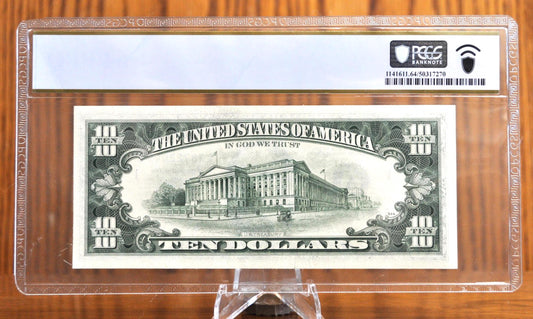 PCGS
BANKNOTE
1141611.64/50317270
10 10
TEN TEN
THE UNITED STATES OF AMERICA
IN GOD WE TRUST
U.S. TREASURY
10 10
TEN TEN
TEN DOLLARS